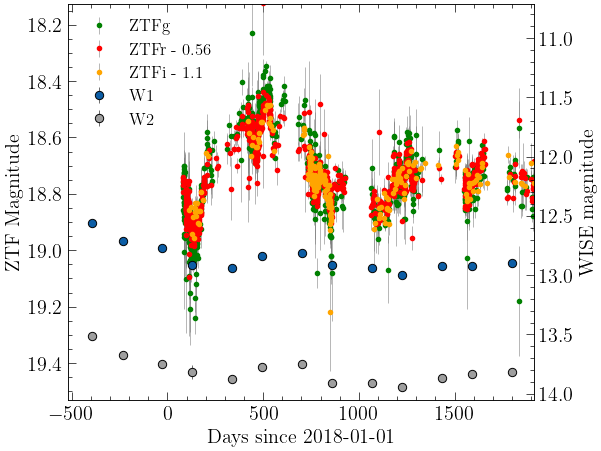 ZTFg
ZTFr - 0.56
ZTFi - 1.1
W1
W2
18.2
18.4
18.6
18.8
19.0
19.2
19.4
ZTF Magnitude
11.0
11.5
12.0
12.5
13.0
13.5
14.0
WISE magnitude
−500
0
500
1000
1500
Days since 2018-01-01